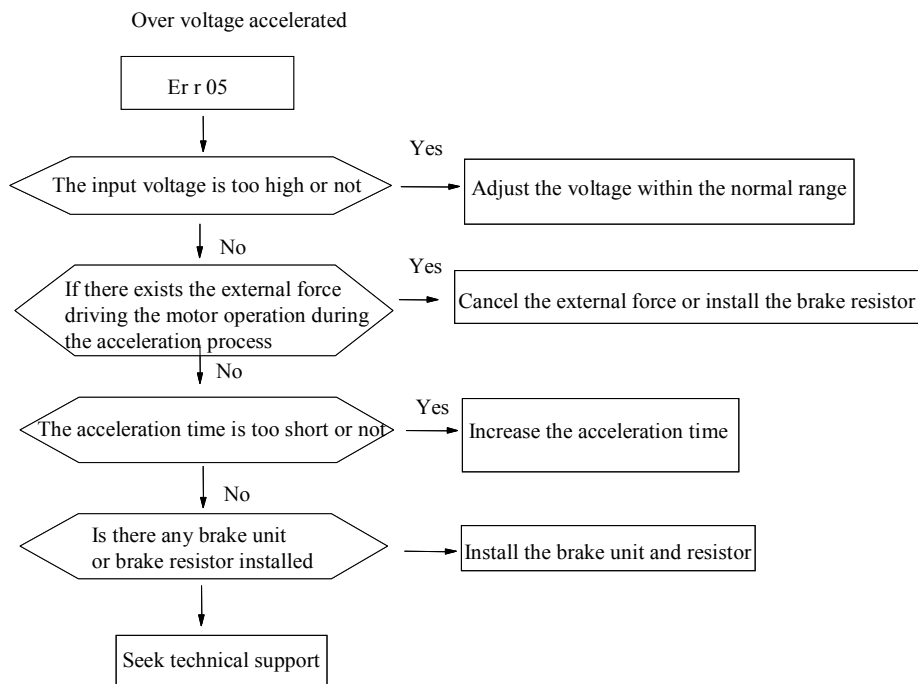 Over voltage accelerated
Er r 05
Yes
The input voltage is too high or not
Adjust the voltage within the normal range
No
Yes
If there exists the external force
driving the motor operation during
the acceleration process
Cancel the external force or install the brake resistor
No
Yes
The acceleration time is too short or not
Increase the acceleration time
No
Is there any brake unit
or brake resistor installed
Install the brake unit and resistor
Seek technical support